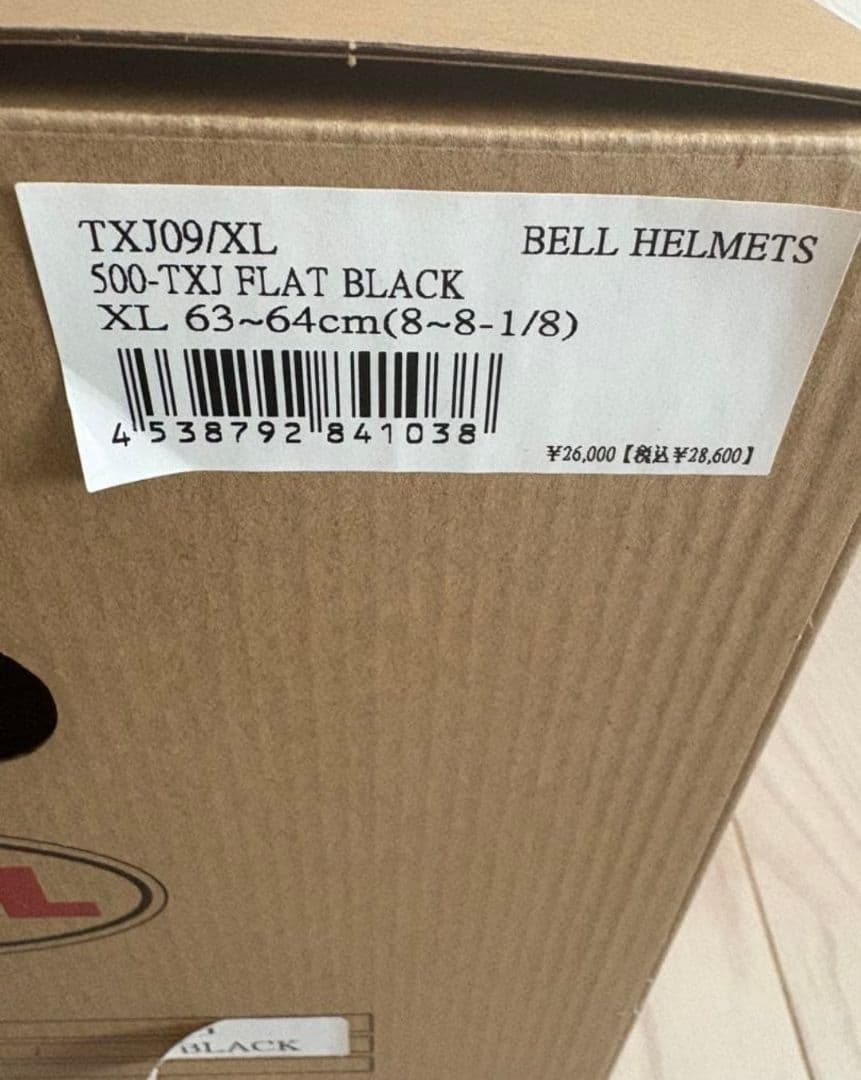 TXJ09/XL
BELL HELMETS
500-TXJ FLAT BLACK
XL 63~64cm(8~8-1/8)
4 538792 841038
¥26,000【税込¥28,600】
L
BLACK